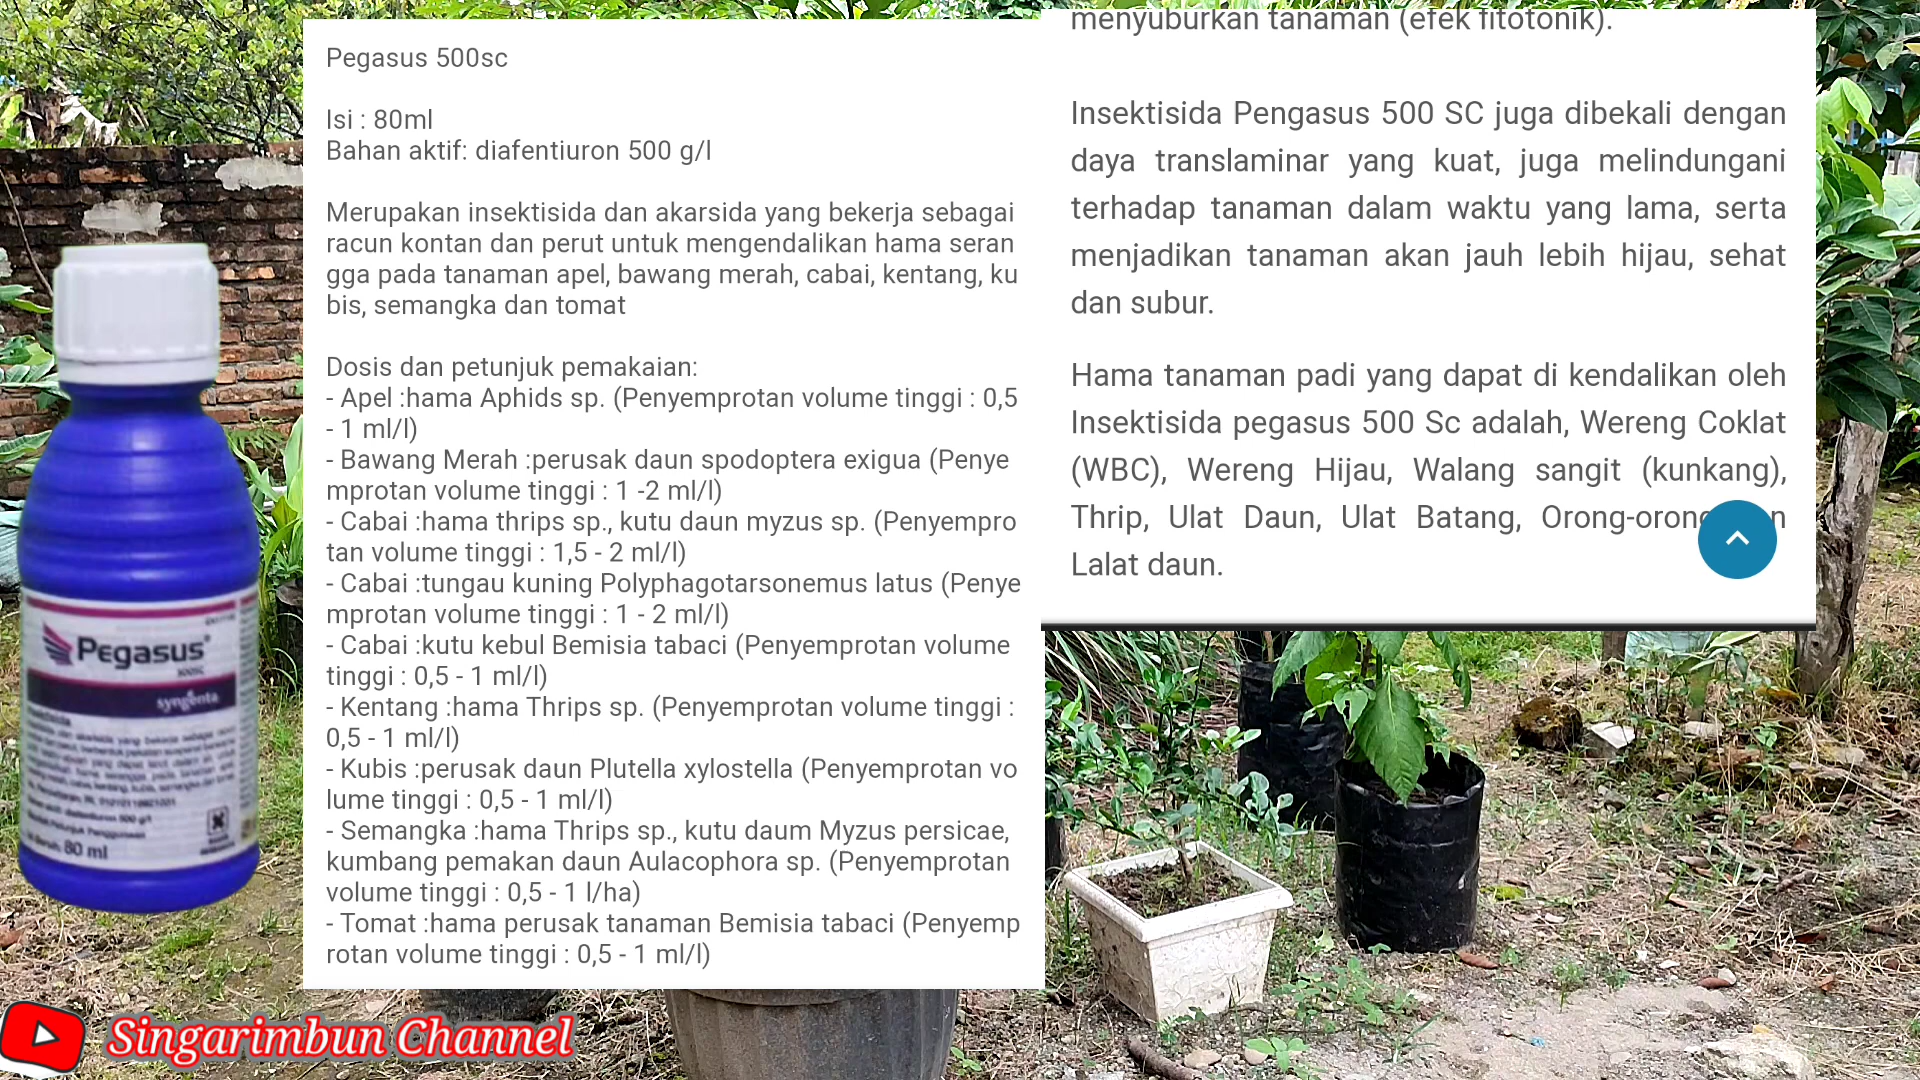 Pegasus 500sc
Isi : 80ml
Bahan aktif: diafentiuron 500 g/l
Merupakan insektisida dan akarsida yang bekerja sebagai
racun kontan dan perut untuk mengendalikan hama seran
gga pada tanaman apel, bawang merah, cabai, kentang, ku
bis, semangka dan tomat
Dosis dan petunjuk pemakaian:
- Apel :hama Aphids sp. (Penyemprotan volume tinggi : 0,5
- 1 ml/l)
- Bawang Merah :perusak daun spodoptera exigua (Penye
mprotan volume tinggi : 1 -2 ml/l)
- Cabai :hama thrips sp., kutu daun myzus sp. (Penyempro
tan volume tinggi : 1,5 - 2 ml/l)
- Cabai :tungau kuning Polyphagotarsonemus latus (Penye
mprotan volume tinggi : 1 - 2 ml/l)
- Cabai :kutu kebul Bemisia tabaci (Penyemprotan volume
tinggi : 0,5 - 1 ml/l)
- Kentang :hama Thrips sp. (Penyemprotan volume tinggi :
0,5 - 1 ml/l)
- Kubis :perusak daun Plutella xylostella (Penyemprotan vo
lume tinggi : 0,5 - 1 ml/l)
- Semangka :hama Thrips sp., kutu daum Myzus persicae,
kumbang pemakan daun Aulacophora sp. (Penyemprotan
volume tinggi : 0,5 - 1 l/ha)
- Tomat :hama perusak tanaman Bemisia tabaci (Penyemp
rotan volume tinggi : 0,5 - 1 ml/l)
menyuburkan tanaman (efek fitotonik).
Insektisida Pengasus 500 SC juga dibekali dengan
daya translaminar yang kuat, juga melindungani
terhadap tanaman dalam waktu yang lama, serta
menjadikan tanaman akan jauh lebih hijau, sehat
dan subur.
Hama tanaman padi yang dapat di kendalikan oleh
Insektisida pegasus 500 Sc adalah, Wereng Coklat
(WBC), Wereng Hijau, Walang sangit (kunkang),
Thrip, Ulat Daun, Ulat Batang,
Lalat daun.
Pegasus
500SC
syngenta
80 ml
Singarimbun Channel